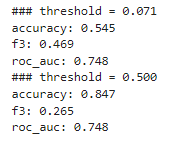 ### threshold = 0.071
accuracy: 0.545
f3: 0.469
roc_auc: 0.748
### threshold = 0.500
accuracy: 0.847
f3: 0.265
roc_auc: 0.748